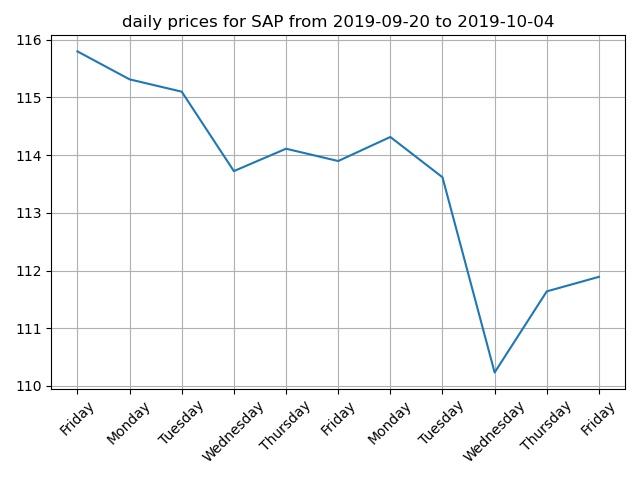 daily prices for SAP from 2019-09-20 to 2019-10-04
116
115
114
113
112
111
110
Friday
Monday
Tuesday
Wednesday
Thursday
Friday
Monday
Tuesday
Wednesday
Thursday
Friday